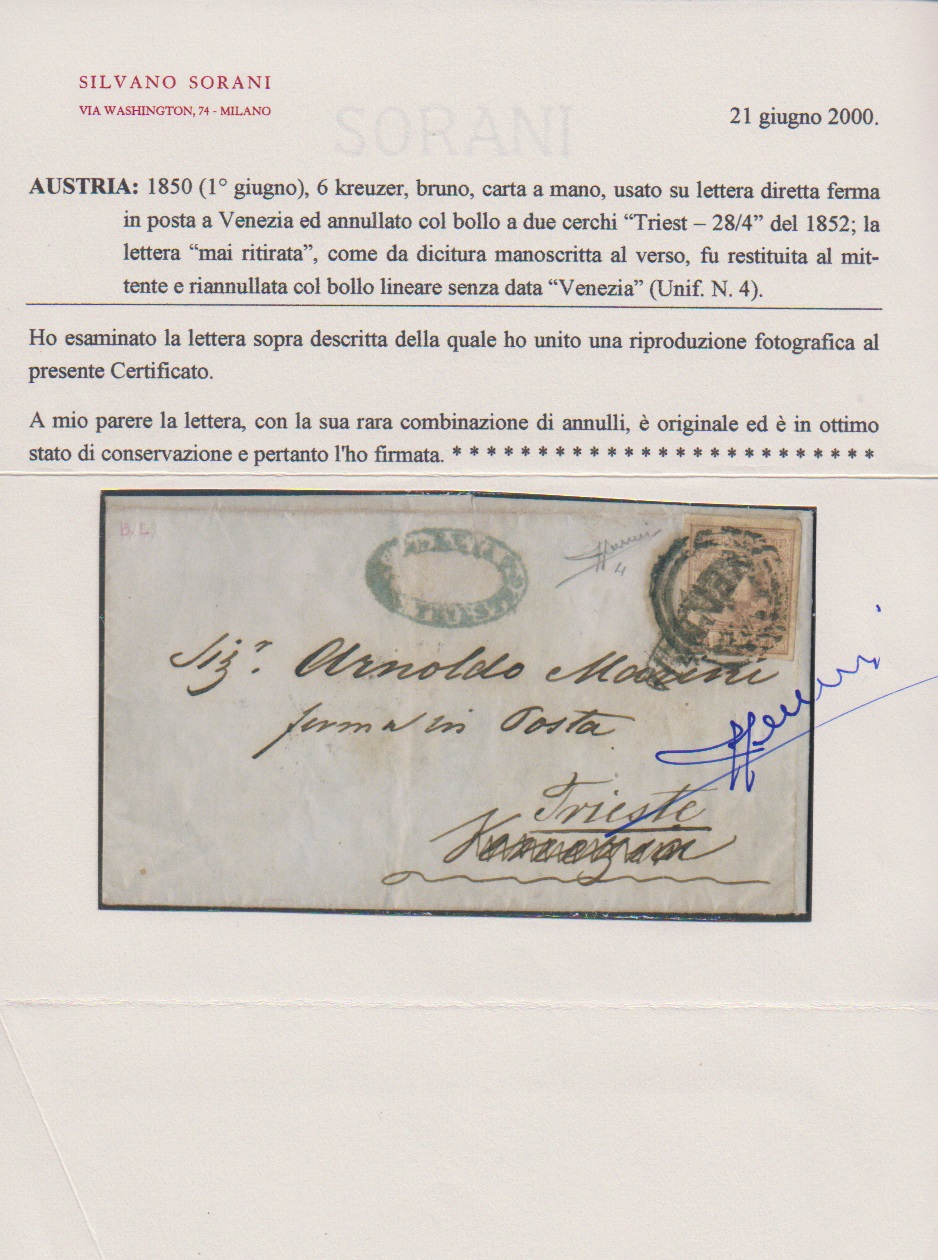 SILVANO SORANI
VIA WASHINGTON, 74 - MILANO
SORANI
21 giugno 2000.
AUSTRIA: 1850 (1° giugno), 6 kreuzer, bruno, carta a mano, usato su lettera diretta ferma
in posta a Venezia ed annullato col bollo a due cerchi “Triest – 28/4” del 1852; la
lettera “mai ritirata”, come da dicitura manoscritta al verso, fu restituita al mit-
tente e riannullata col bollo lineare senza data “Venezia” (Unif. N. 4).
Ho esaminato la lettera sopra descritta della quale ho unito una riproduzione fotografica al
presente Certificato.
A mio parere la lettera, con la sua rara combinazione di annulli, è originale ed è in ottimo
stato di conservazione e pertanto l'ho firmata. * * * * * * * * * * * * * * * * * * * * * * * * *
B. L.
4
VENE
Sigr. Arnoldo
ferma in Posta
Trieste
Venezia